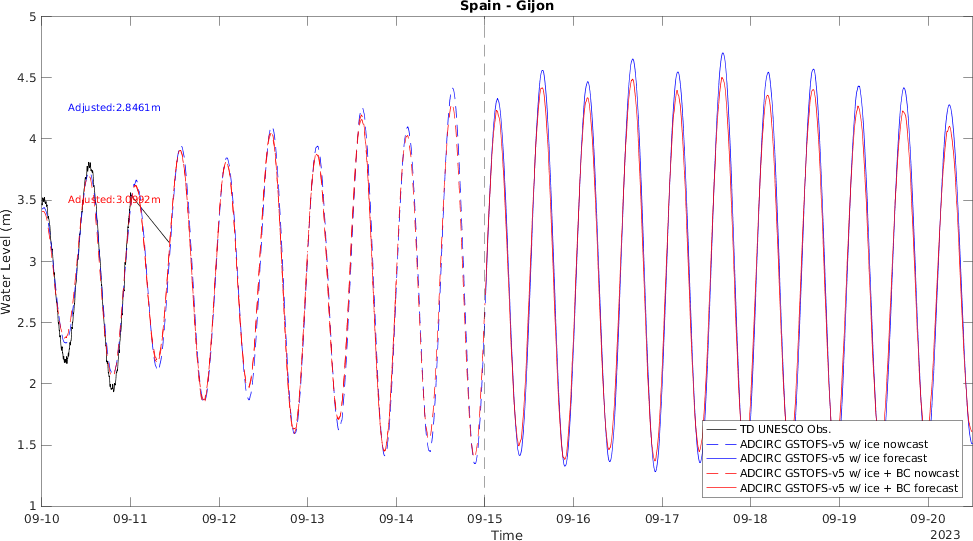 Spain - Gijon
5
4.5
4
3.5
3
2.5
2
1.5
1
Water Level (m)
Adjusted:2.8461m
Adjusted:3.0992m
TD UNESCO Obs.
ADCIRC GSTOFS-v5 w/ ice nowcast
ADCIRC GSTOFS-v5 w/ ice forecast
ADCIRC GSTOFS-v5 w/ ice + BC nowcast
ADCIRC GSTOFS-v5 w/ ice + BC forecast
09-10 09-11 09-12 09-13 09-14 09-15 09-16 09-17 09-18 09-19 09-20
Time
2023